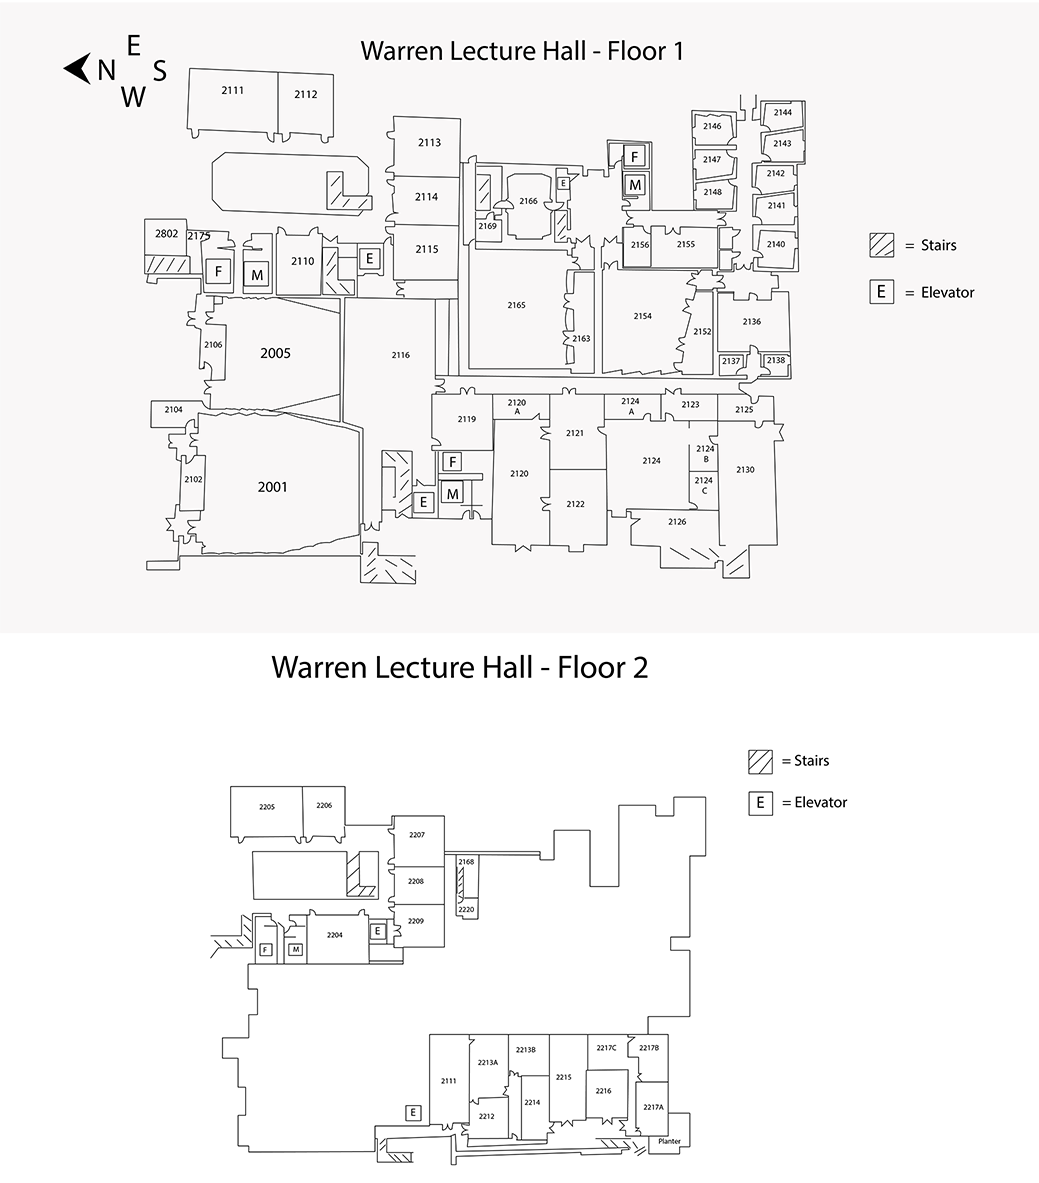 E
N S
W
Warren Lecture Hall - Floor 1
2111
2112
2113
2114
2115
2146
2147
2148
2144
2143
2142
2141
2140
F
M
E
2166
2169
2802
2175
F
M
2110
E
2156
2155
= Stairs
E = Elevator
2165
2163
2154
2152
2136
2137
2138
2106
2005
2116
2104
2119
2120
A
2124
A
2123
2125
2121
2102
2001
F
M
E
2120
2122
2124
2124
B
2124
C
2130
2126
Warren Lecture Hall - Floor 2
= Stairs
E = Elevator
2205
2206
2207
2208
2209
2168
2220
F
M
2204
E
2111
2213A
2213B
2215
2217C
2217B
2212
2214
2216
2217A
E
Planter